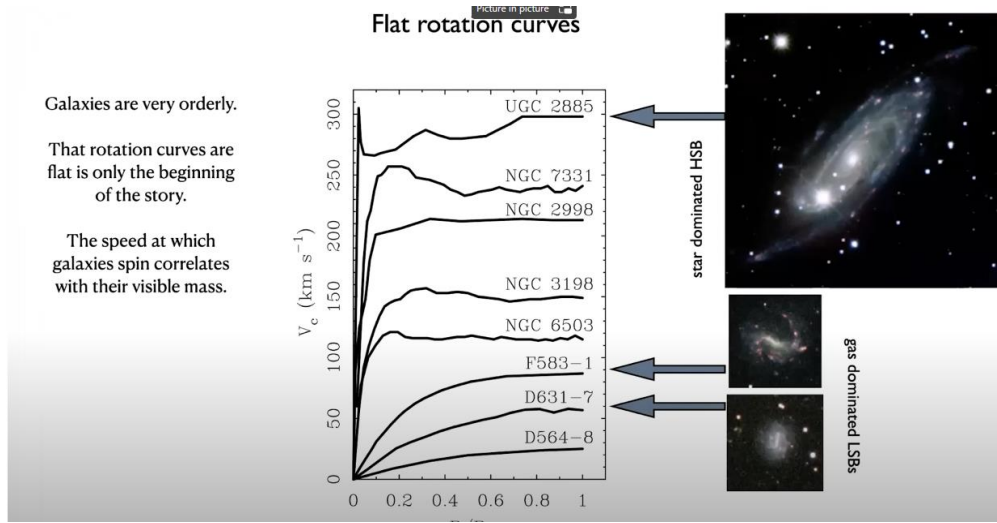 Picture in picture
Flat rotation curves
Galaxies are very orderly.
That rotation curves are
flat is only the beginning
of the story.
The speed at which
galaxies spin correlates
with their visible mass.
V_c (km s⁻¹)
300
250
200
150
100
50
0
UGC 2885
NGC 7331
NGC 2998
NGC 3198
NGC 6503
F583-1
D631-7
D564-8
0 0.2 0.4 0.6 0.8 1
star dominated HSB
gas dominated LSBs